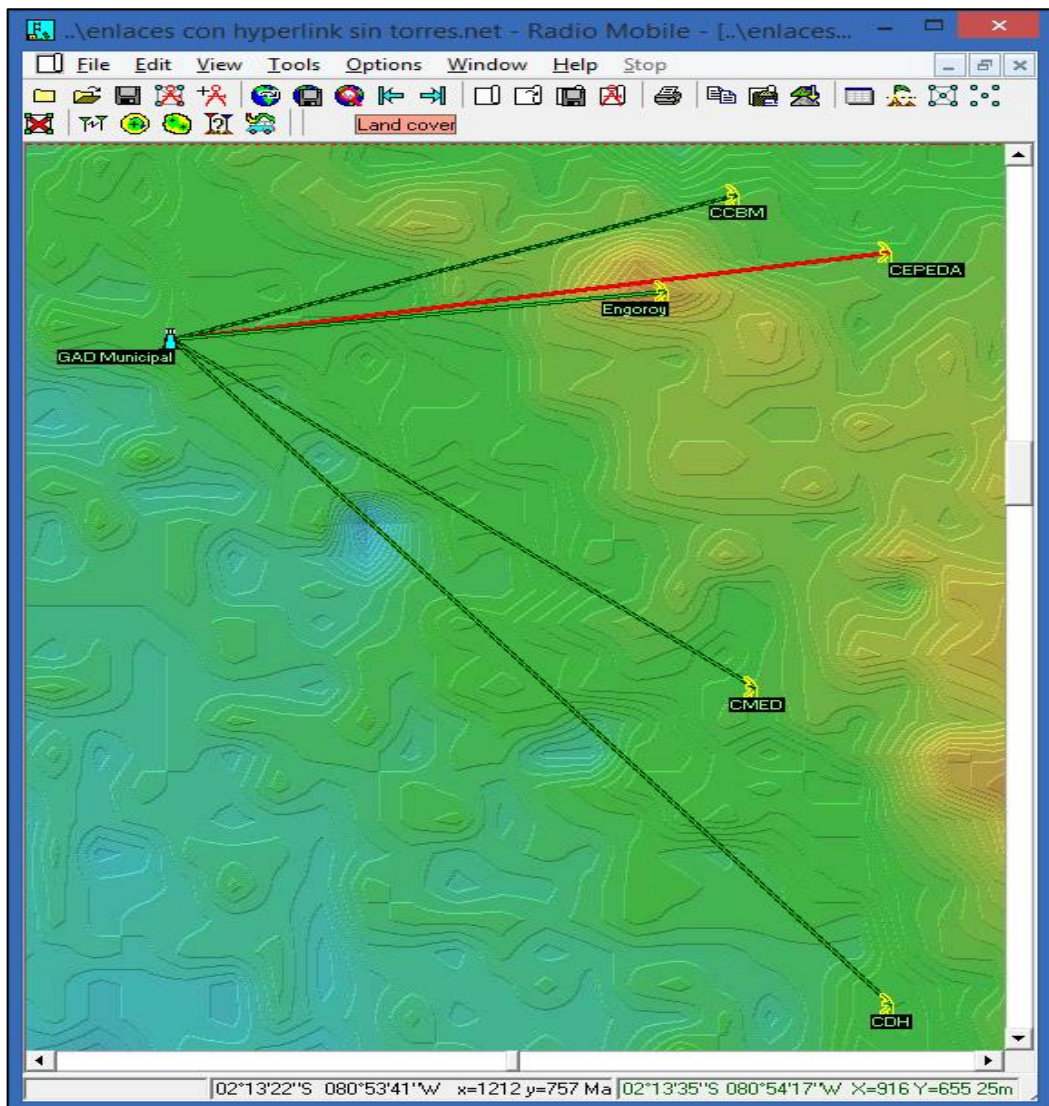 ..\enlaces con hyperlink sin torres.net - Radio Mobile - [..\enlaces...
File Edit View Tools Options Window Help Stop
Land cover
CCBM
CEPEDA
Engoroy
GAD Municipal
CMED
CDH
02°13'22"S 080°53'41"W x=1212 y=757 Ma 02°13'35"S 080°54'17"W X=916 Y=655 25m